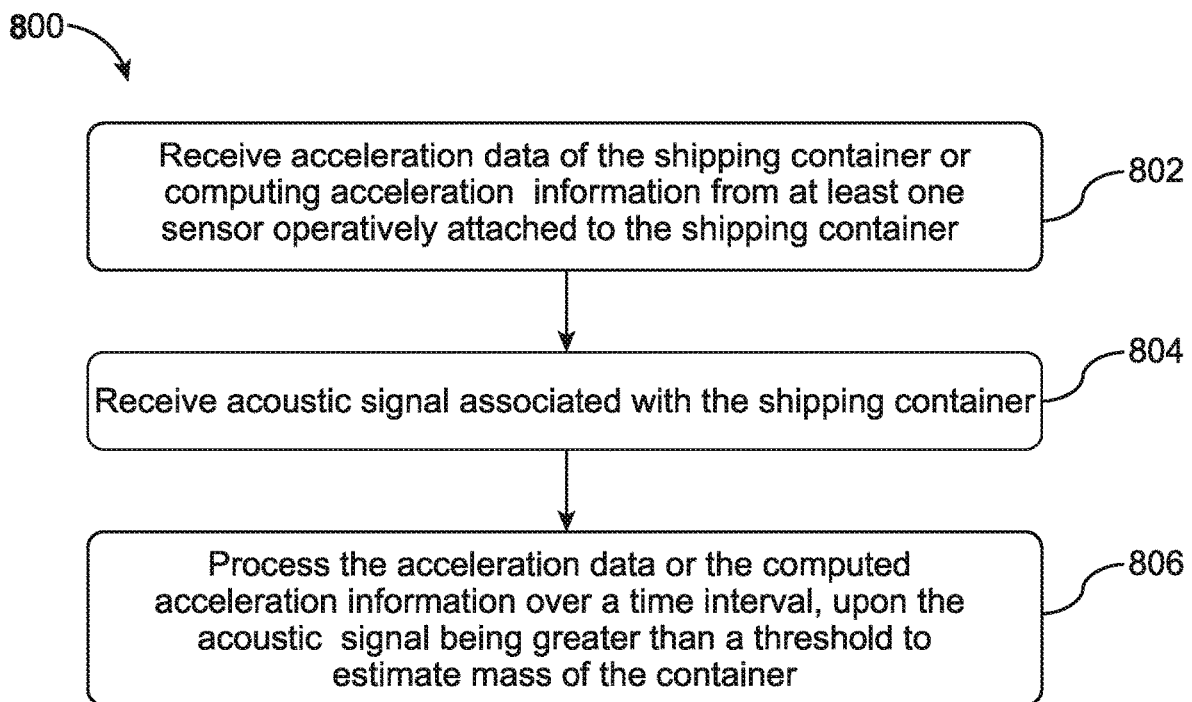 800
Receive acceleration data of the shipping container or
computing acceleration information from at least one
sensor operatively attached to the shipping container
802
Receive acoustic signal associated with the shipping container
804
Process the acceleration data or the computed
acceleration information over a time interval, upon the
acoustic signal being greater than a threshold to
estimate mass of the container
806